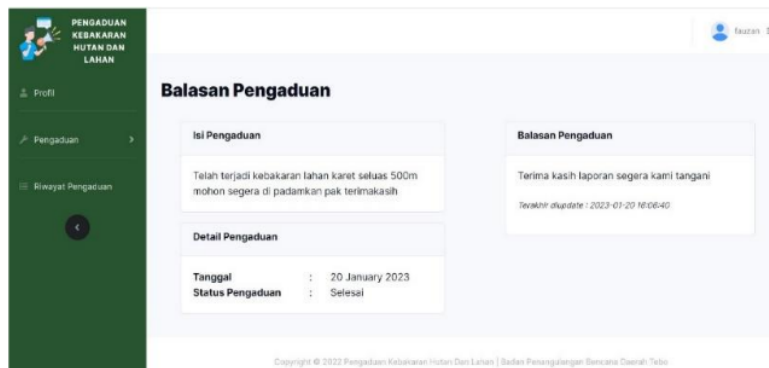 PENGADUAN
KEBAKARAN
HUTAN DAN
LAHAN
fauzan
Profil
Pengaduan
Riwayat Pengaduan
Balasan Pengaduan
Isi Pengaduan
Telah terjadi kebakaran lahan karet seluas 500m
mohon segera di padamkan pak terimakasih
Detail Pengaduan
Tanggal : 20 January 2023
Status Pengaduan : Selesai
Balasan Pengaduan
Terima kasih laporan segera kami tangani
Terakhir diupdate : 2023-01-20 16:06:40
Copyright © 2022 Pengaduan Kebakaran Hutan Dan Lahan | Badan Penangulangan Bencana Daerah Tebo